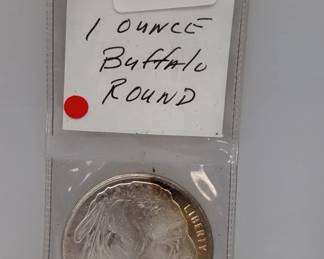 1 OUNCE
Buffalo
ROUND
LIBERTY